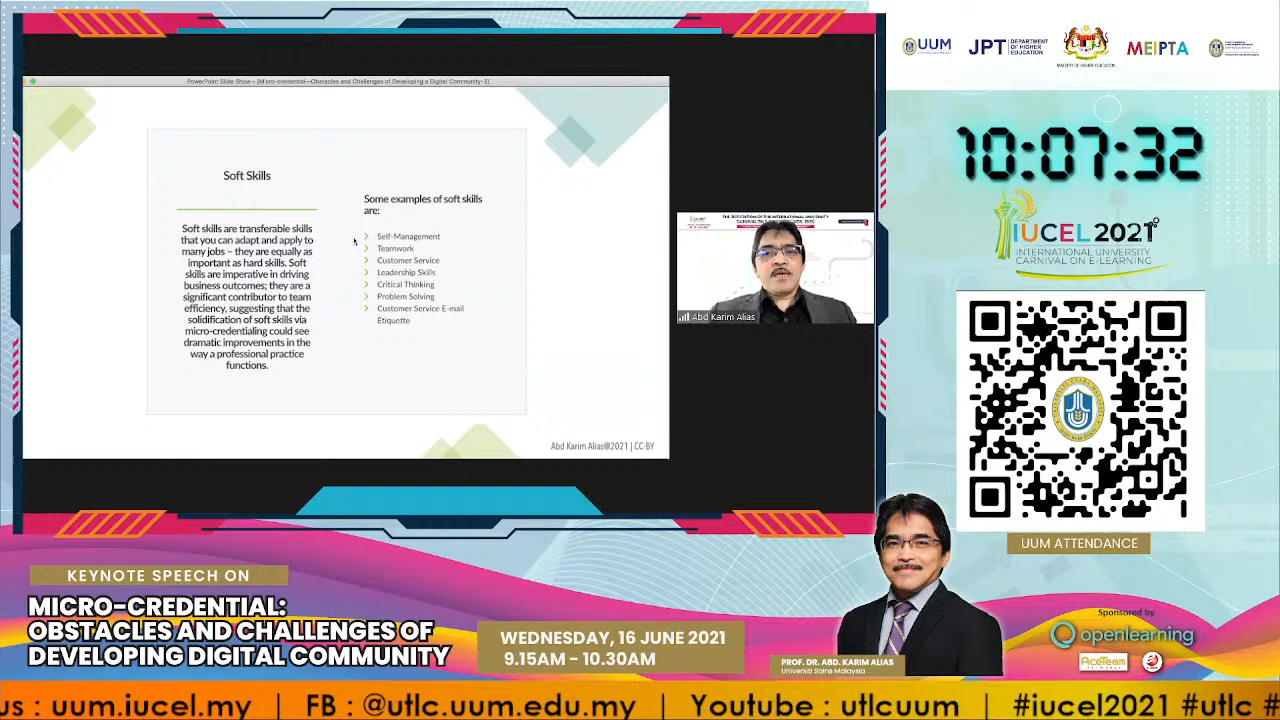 PowerPoint Slide Show - [Micro-credential—Obstacles and Challenges of Developing a Digital Community-3]
Soft Skills
Soft skills are transferable skills
that you can adapt and apply to
many jobs – they are equally as
important as hard skills. Soft
skills are imperative in driving
business outcomes; they are a
significant contributor to team
efficiency, suggesting that the
solidification of soft skills via
micro-credentialing could see
dramatic improvements in the
way a professional practice
functions.
Some examples of soft skills
are:
Self-Management
Teamwork
Customer Service
Leadership Skills
Critical Thinking
Problem Solving
Customer Service E-mail
Etiquette
Abd Karim Alias@2021 | CC-BY
Abd Karim Alias
UUM
JPT DEPARTMENT
OF HIGHER
EDUCATION
MINISTRY OF HIGHER EDUCATION
MEIPTA
10:07:32
IUCEL 2021
INTERNATIONAL UNIVERSITY
CARNIVAL ON E-LEARNING
UUM ATTENDANCE
KEYNOTE SPEECH ON
MICRO-CREDENTIAL:
OBSTACLES AND CHALLENGES OF
DEVELOPING DIGITAL COMMUNITY
WEDNESDAY, 16 JUNE 2021
9.15AM - 10.30AM
PROF. DR. ABD. KARIM ALIAS
Universiti Sains Malaysia
Sponsored by
openlearning
AceTeam
us : uum.iucel.my | FB : @utlc.uum.edu.my | Youtube : utlcuum | #iucel2021 #utlc #